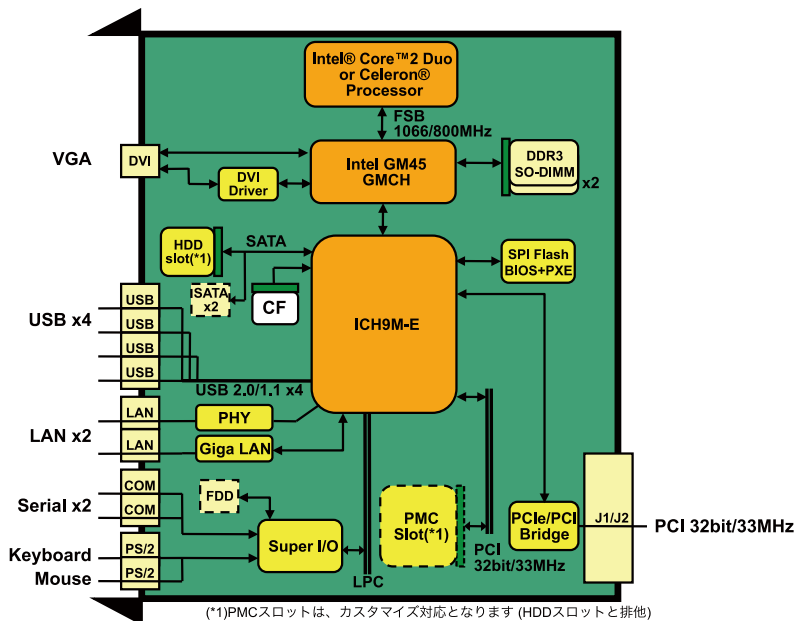 Intel® Core™2 Duo
or Celeron®
Processor
FSB
1066/800MHz
VGA
DVI
DVI
Driver
Intel GM45
GMCH
DDR3
SO-DIMM
x2
HDD
slot(*1)
SATA
SATA
x2
CF
ICH9M-E
SPI Flash
BIOS+PXE
USB x4
USB
USB
USB
USB
USB 2.0/1.1 x4
LAN x2
LAN
LAN
PHY
Giga LAN
Serial x2
COM
COM
FDD
Super I/O
Keyboard
Mouse
PS/2
PS/2
LPC
PMC
Slot(*1)
PCI
32bit/33MHz
PCIe/PCI
Bridge
J1/J2
PCI 32bit/33MHz
(*1)PMCスロットは、カスタマイズ対応となります (HDDスロットと排他)